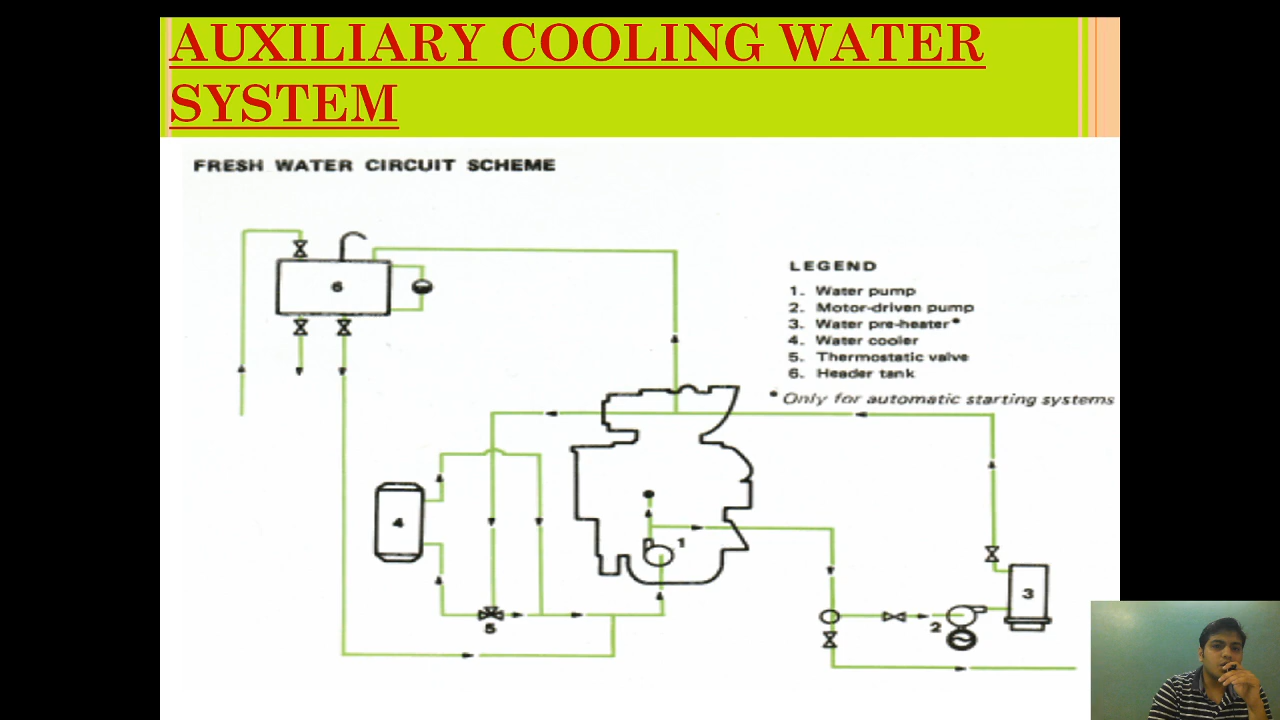 AUXILIARY COOLING WATER
SYSTEM
FRESH WATER CIRCUIT SCHEME
6
LEGEND
1. Water pump
2. Motor-driven pump
3. Water pre-heater*
4. Water cooler
5. Thermostatic valve
6. Header tank
* Only for automatic starting systems
4
1
5
2
3